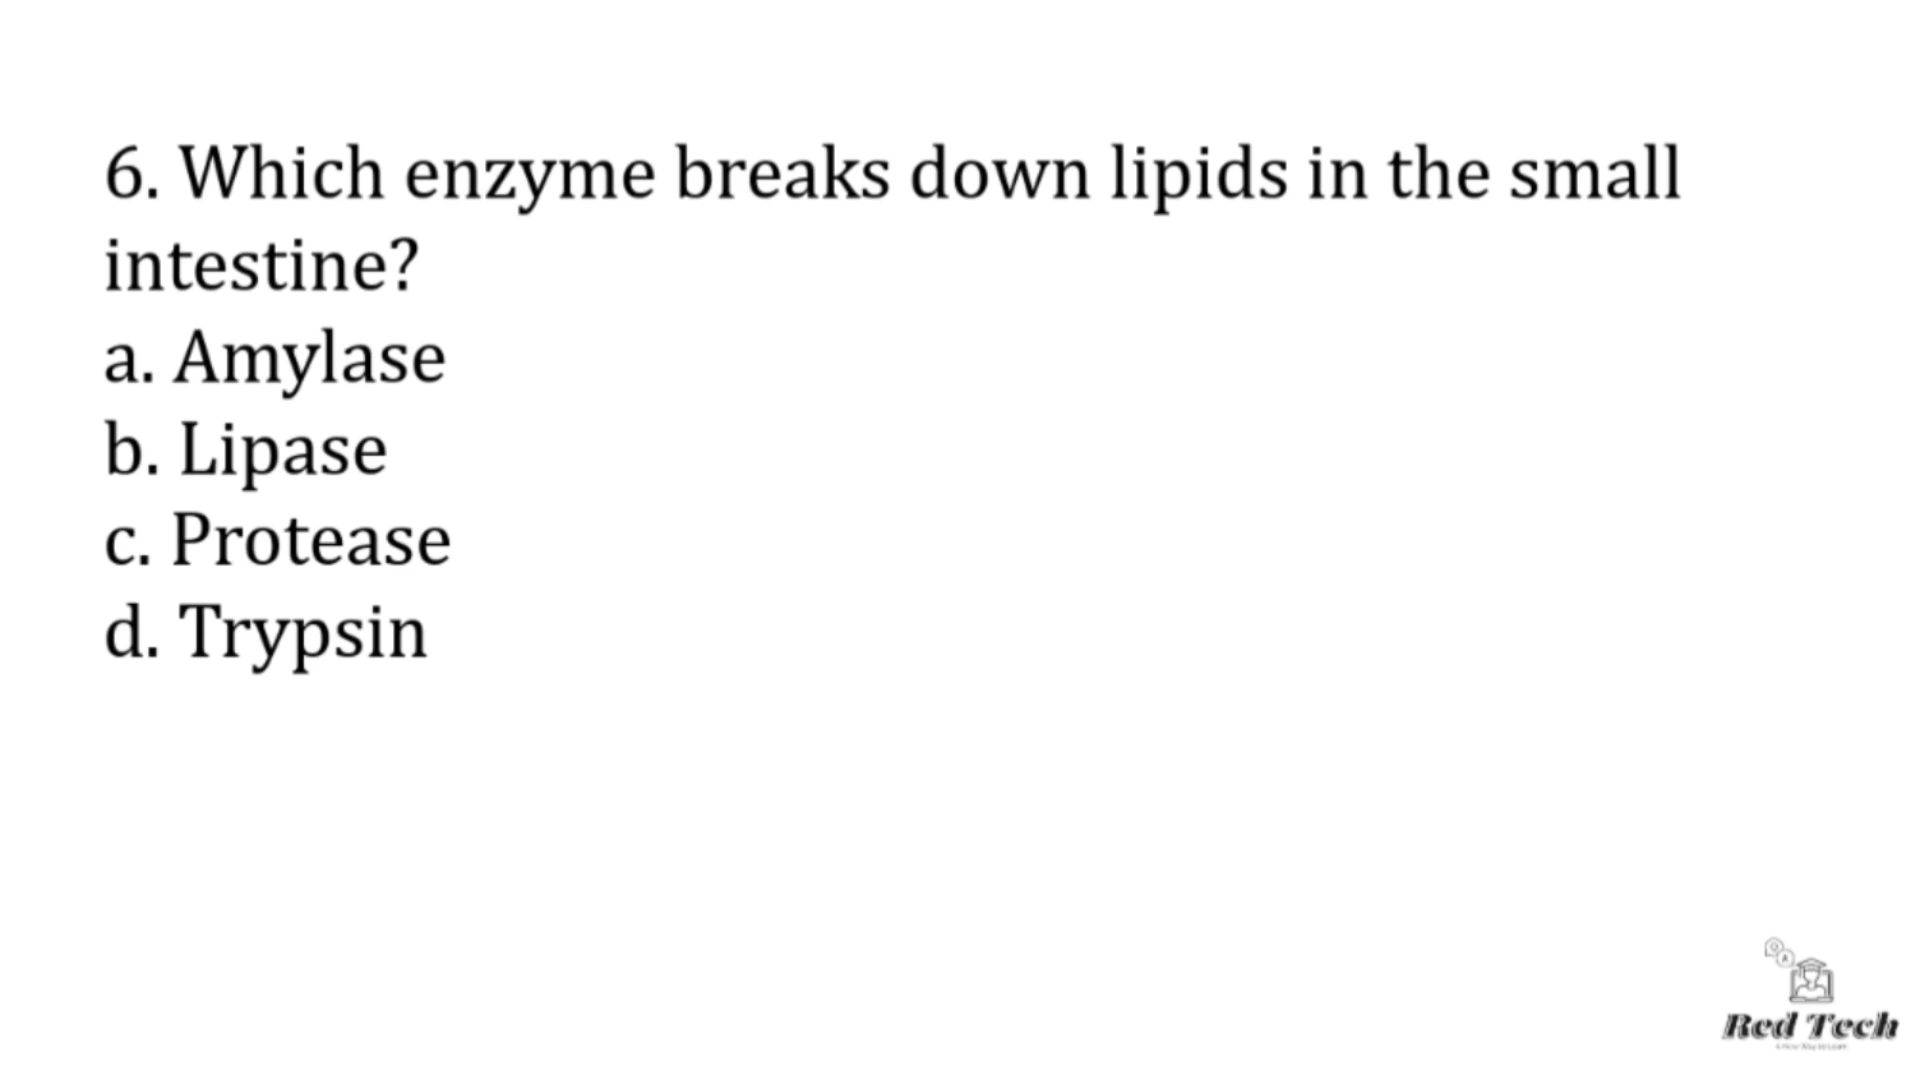 6. Which enzyme breaks down lipids in the small
intestine?
a. Amylase
b. Lipase
c. Protease
d. Trypsin
Q
A
Red Tech